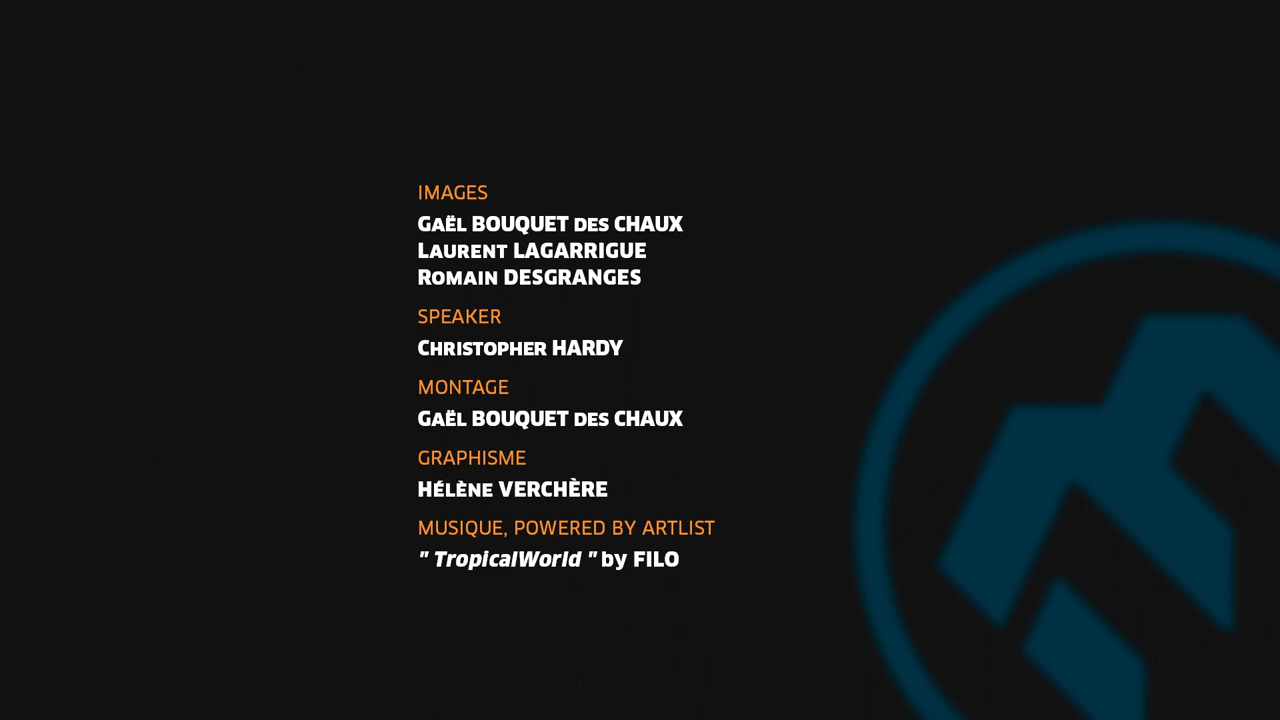 IMAGES
GAËL BOUQUET DES CHAUX
LAURENT LAGARRIGUE
ROMAIN DESGRANGES
SPEAKER
CHRISTOPHER HARDY
MONTAGE
GAËL BOUQUET DES CHAUX
GRAPHISME
HÉLÈNE VERCHÈRE
MUSIQUE, POWERED BY ARTLIST
" TropicalWorld " by FILO